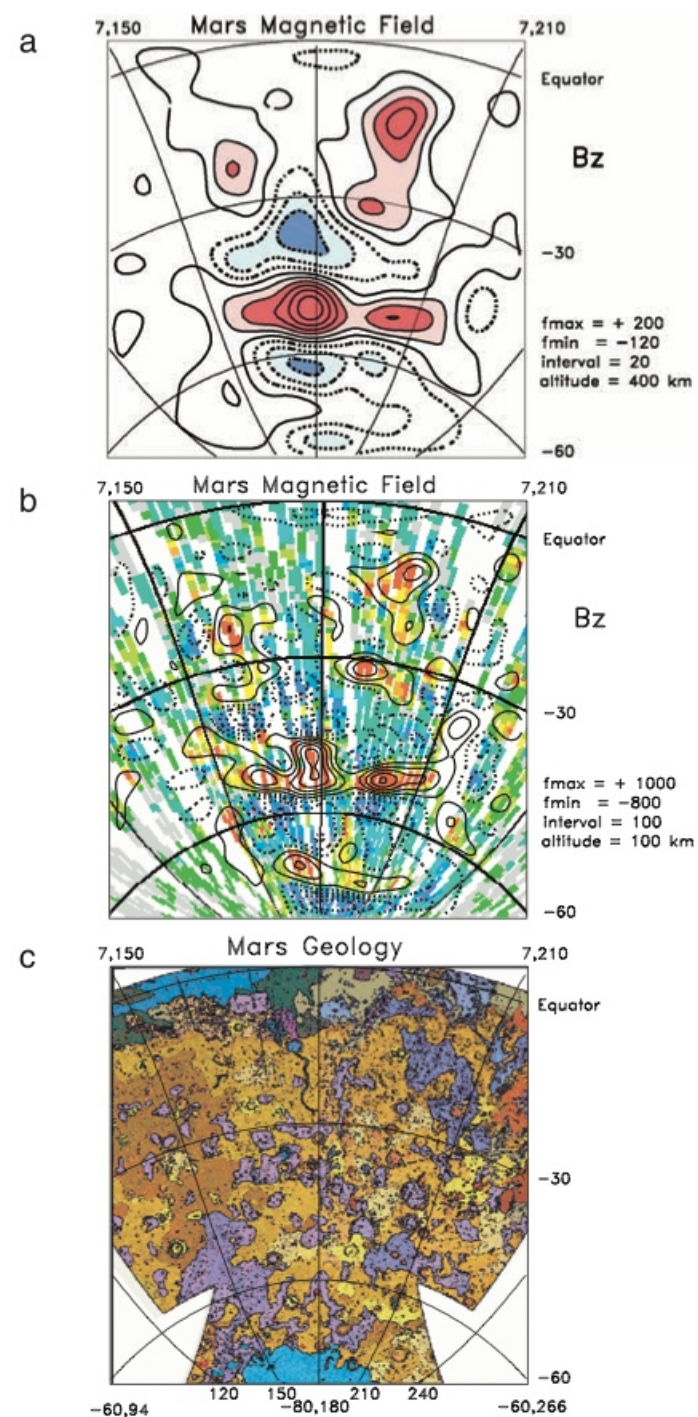 a
7,150 Mars Magnetic Field 7,210
Equator
Bz
-30
fmax = + 200
fmin = -120
interval = 20
altitude = 400 km
-60
b
7,150 Mars Magnetic Field 7,210
Equator
Bz
-30
fmax = + 1000
fmin = -800
interval = 100
altitude = 100 km
-60
c
7,150 Mars Geology 7,210
Equator
-30
-60
120 150 210 240
-60,94 -80,180 -60,266